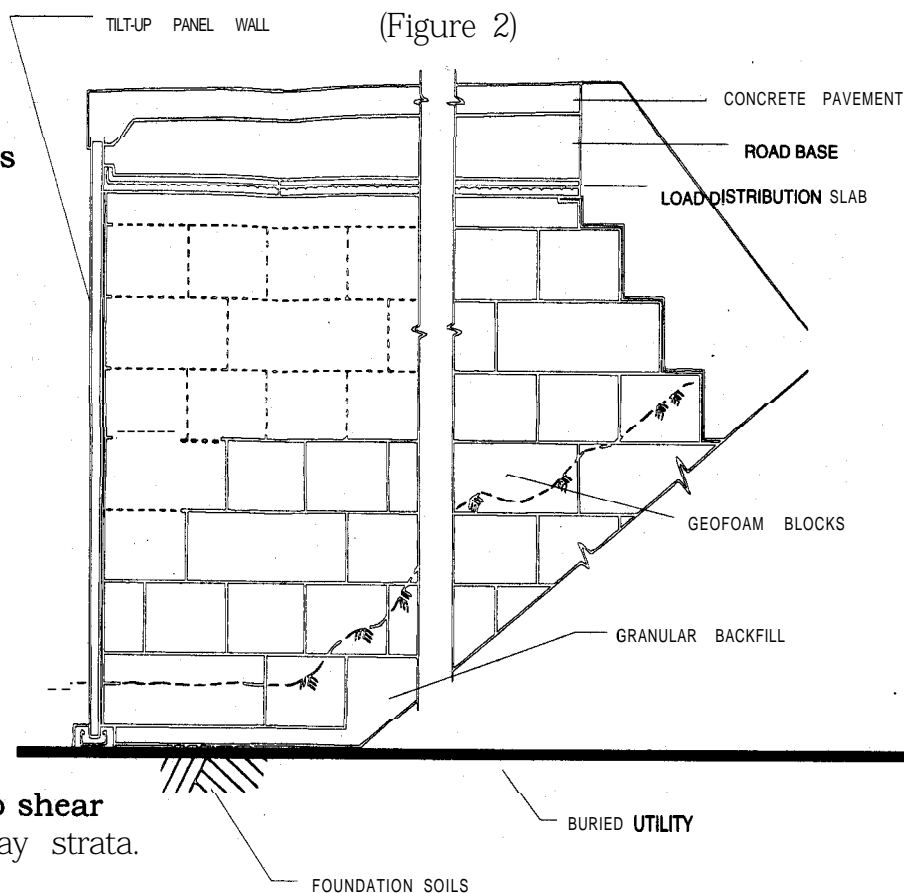 TILT-UP PANEL WALL
(Figure 2)
CONCRETE PAVEMENT
s
ROAD BASE
LOAD DISTRIBUTION SLAB
GEOFOAM BLOCKS
GRANULAR BACKFILL
o shear
BURIED UTILITY
ay strata.
FOUNDATION SOILS